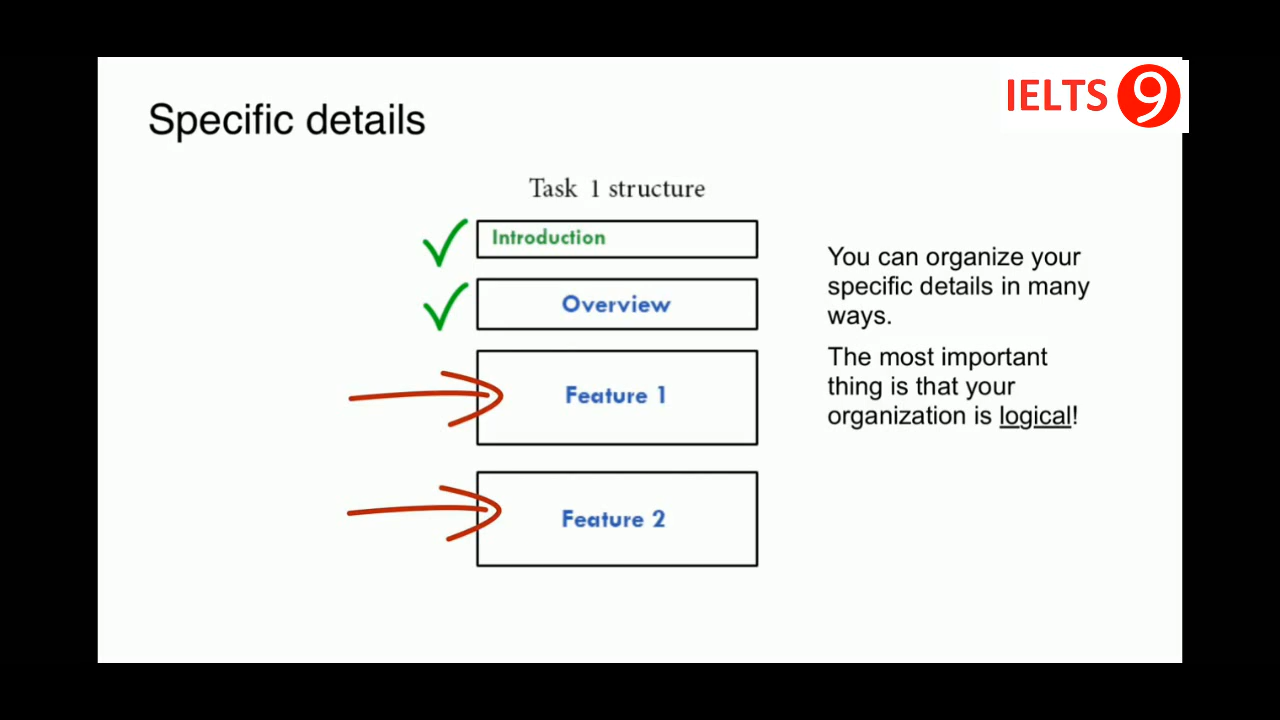 IELTS 9
Specific details
Task 1 structure
Introduction
Overview
Feature 1
Feature 2
You can organize your
specific details in many
ways.
The most important
thing is that your
organization is logical!